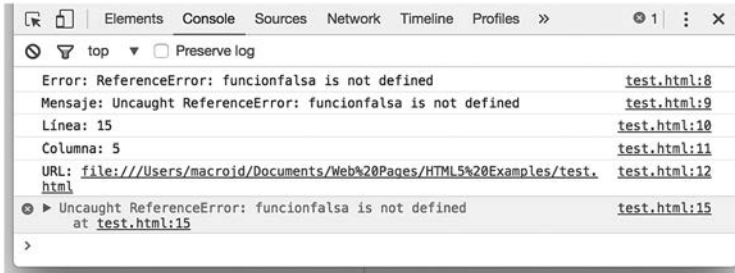 Elements Console Sources Network Timeline Profiles » 1
top ▼ Preserve log
Error: ReferenceError: funcionfalsa is not defined test.html:8
Mensaje: Uncaught ReferenceError: funcionfalsa is not defined test.html:9
Línea: 15 test.html:10
Columna: 5 test.html:11
URL: file:///Users/macrojd/Documents/Web%20Pages/HTML5%20Examples/test. test.html:12
html
▶ Uncaught ReferenceError: funcionfalsa is not defined test.html:15
at test.html:15
>